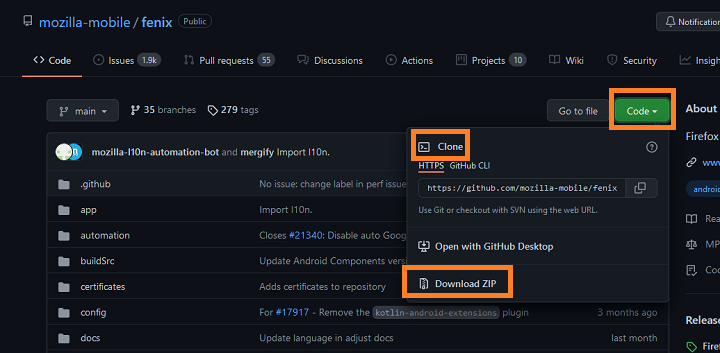 mozilla-mobile / fenix Public
Notification
Code Issues 1.9k Pull requests 55 Discussions Actions Projects 10 Wiki Security Insigh
main 35 branches 279 tags Go to file Code
About
mozilla-l10n-automation-bot and mergify Import l10n.
Clone
Firefox
HTTPS GitHub CLI
www
.github No issue: change label in perf issue
https://github.com/mozilla-mobile/fenix
android
app Import l10n.
Use Git or checkout with SVN using the web URL.
Rea
automation Closes #21340: Disable auto Goog
Open with GitHub Desktop
MP
buildSrc Update Android Components versi
Cod
certificates Adds certificates to repository
Download ZIP
config For #17917 - Remove the kotlin-android-extensions plugin 3 months ago
Release
docs Update language in adjust docs last month
Firef